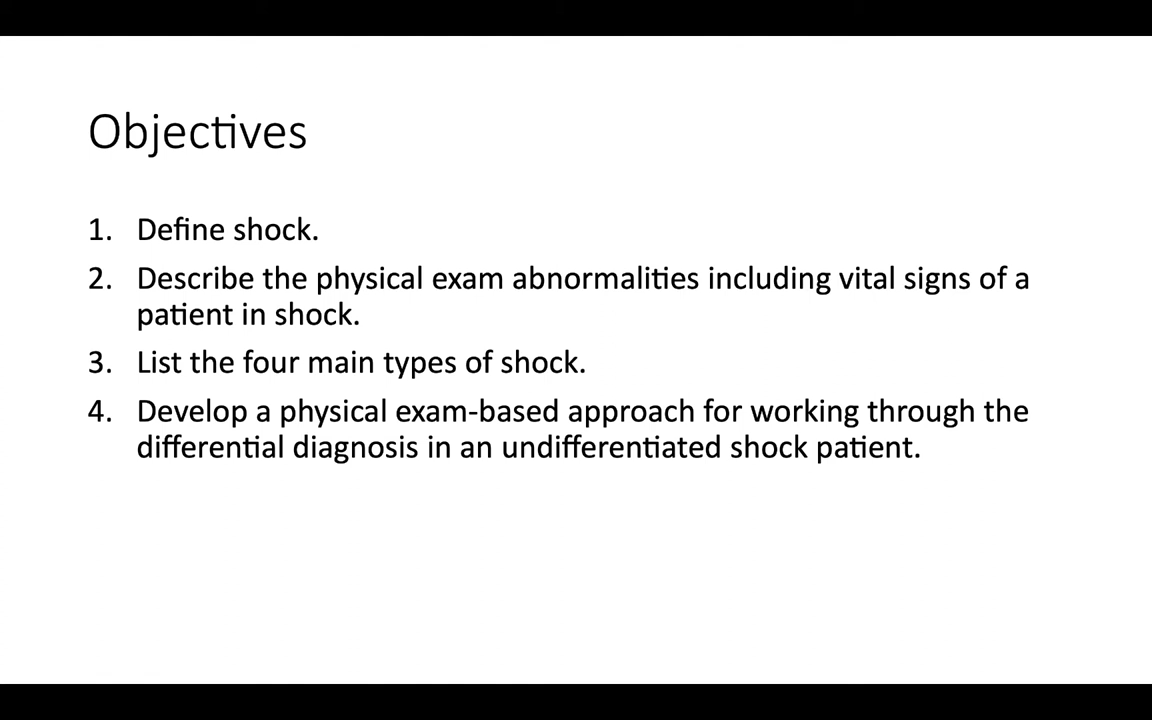 Objectives
1. Define shock.
2. Describe the physical exam abnormalities including vital signs of a
patient in shock.
3. List the four main types of shock.
4. Develop a physical exam-based approach for working through the
differential diagnosis in an undifferentiated shock patient.